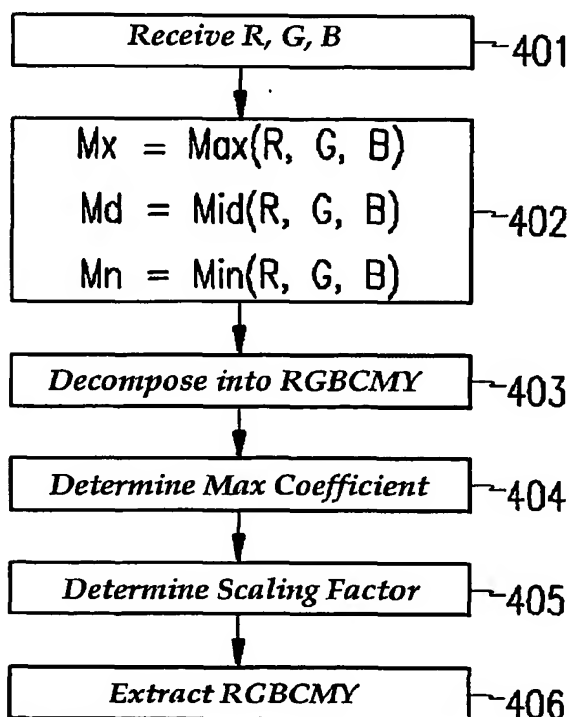 Receive R, G, B 401
Mx = Max(R, G, B)
Md = Mid(R, G, B) 402
Mn = Min(R, G, B)
Decompose into RGBCMY 403
Determine Max Coefficient 404
Determine Scaling Factor 405
Extract RGBCMY 406